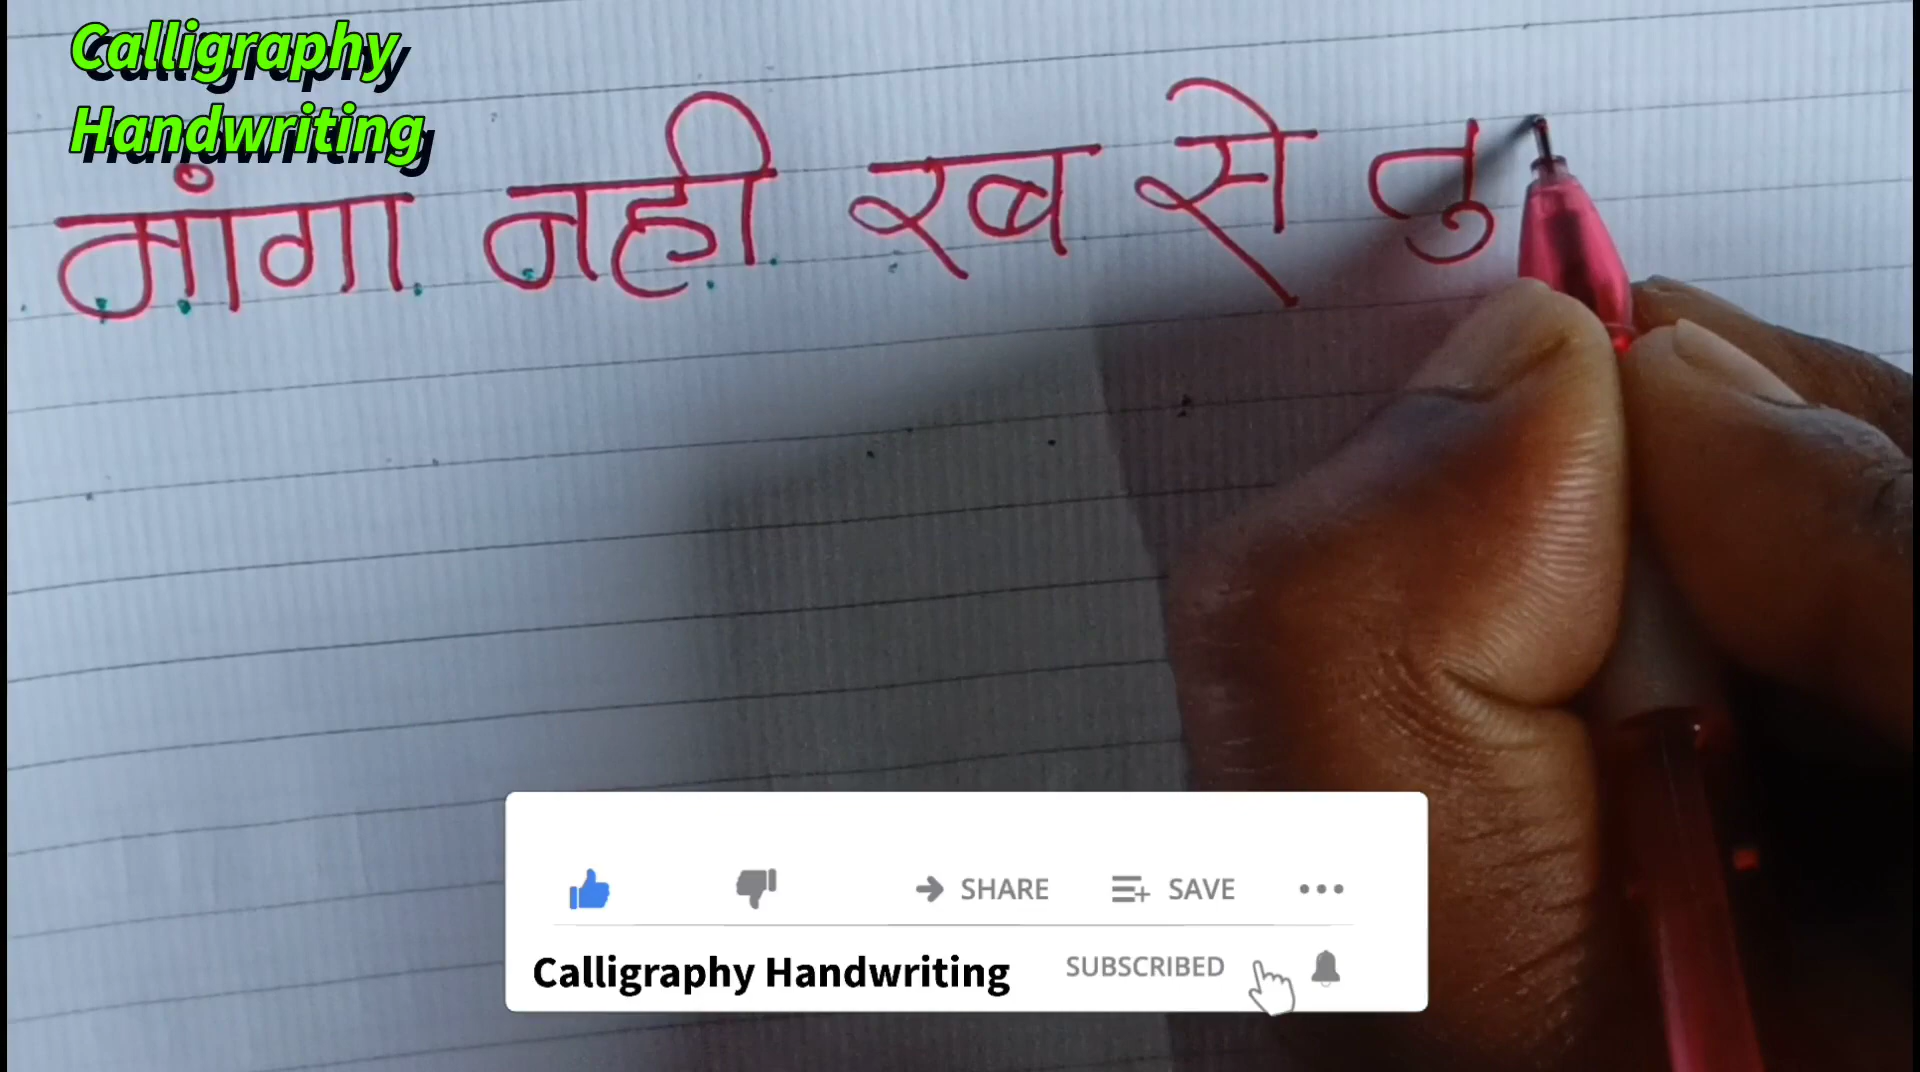 Calligraphy
Handwriting
मांगा नही रब से तु
SHARE SAVE
Calligraphy Handwriting SUBSCRIBED